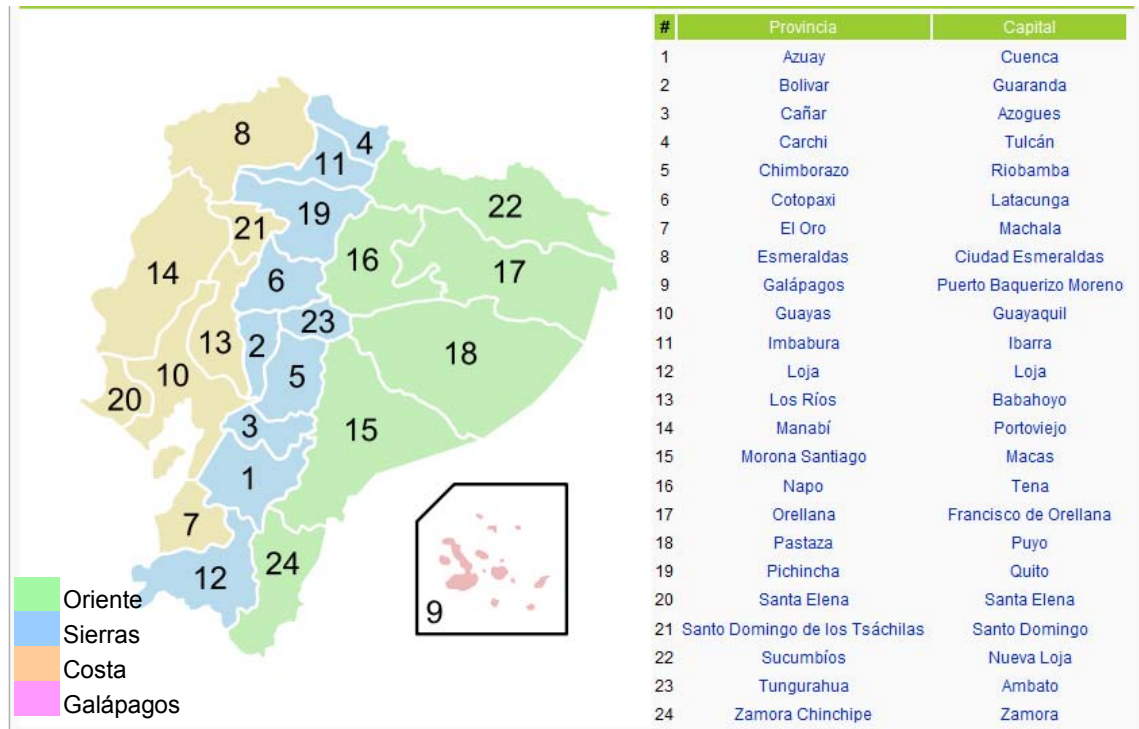 8
4
11
22
19
21
16
17
14
6
23
13
2
18
10
5
20
3
15
1
7
24
12
9
Oriente
Sierras
Costa
Galápagos
# Provincia Capital
1 Azuay Cuenca
2 Bolivar Guaranda
3 Cañar Azogues
4 Carchi Tulcán
5 Chimborazo Riobamba
6 Cotopaxi Latacunga
7 El Oro Machala
8 Esmeraldas Ciudad Esmeraldas
9 Galápagos Puerto Baquerizo Moreno
10 Guayas Guayaquil
11 Imbabura Ibarra
12 Loja Loja
13 Los Ríos Babahoyo
14 Manabí Portoviejo
15 Morona Santiago Macas
16 Napo Tena
17 Orellana Francisco de Orellana
18 Pastaza Puyo
19 Pichincha Quito
20 Santa Elena Santa Elena
21 Santo Domingo de los Tsáchilas Santo Domingo
22 Sucumbíos Nueva Loja
23 Tungurahua Ambato
24 Zamora Chinchipe Zamora